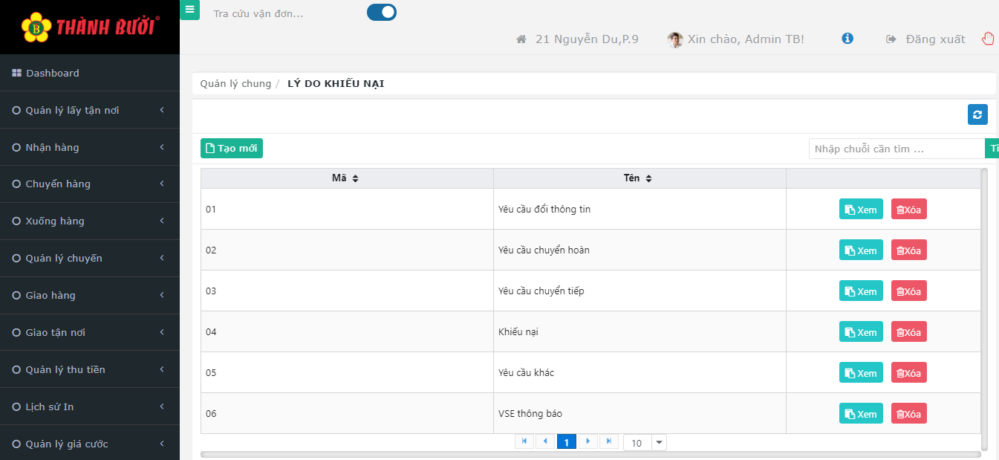 THÀNH BƯỞI®
B
Tra cứu vận đơn...
21 Nguyễn Du,P.9
Xin chào, Admin TB!
Đăng xuất
Dashboard
Quản lý lấy tận nơi
Nhận hàng
Chuyển hàng
Xuống hàng
Quản lý chuyến
Giao hàng
Giao tận nơi
Quản lý thu tiền
Lịch sử In
Quản lý giá cước
Quản lý chung / LÝ DO KHIẾU NẠI
Tạo mới
Nhập chuỗi cần tìm ...
Mã Tên
01 Yêu cầu đổi thông tin Xem Xóa
02 Yêu cầu chuyển hoàn Xem Xóa
03 Yêu cầu chuyển tiếp Xem Xóa
04 Khiếu nại Xem Xóa
05 Yêu cầu khác Xem Xóa
06 VSE thông báo Xem Xóa
1 10